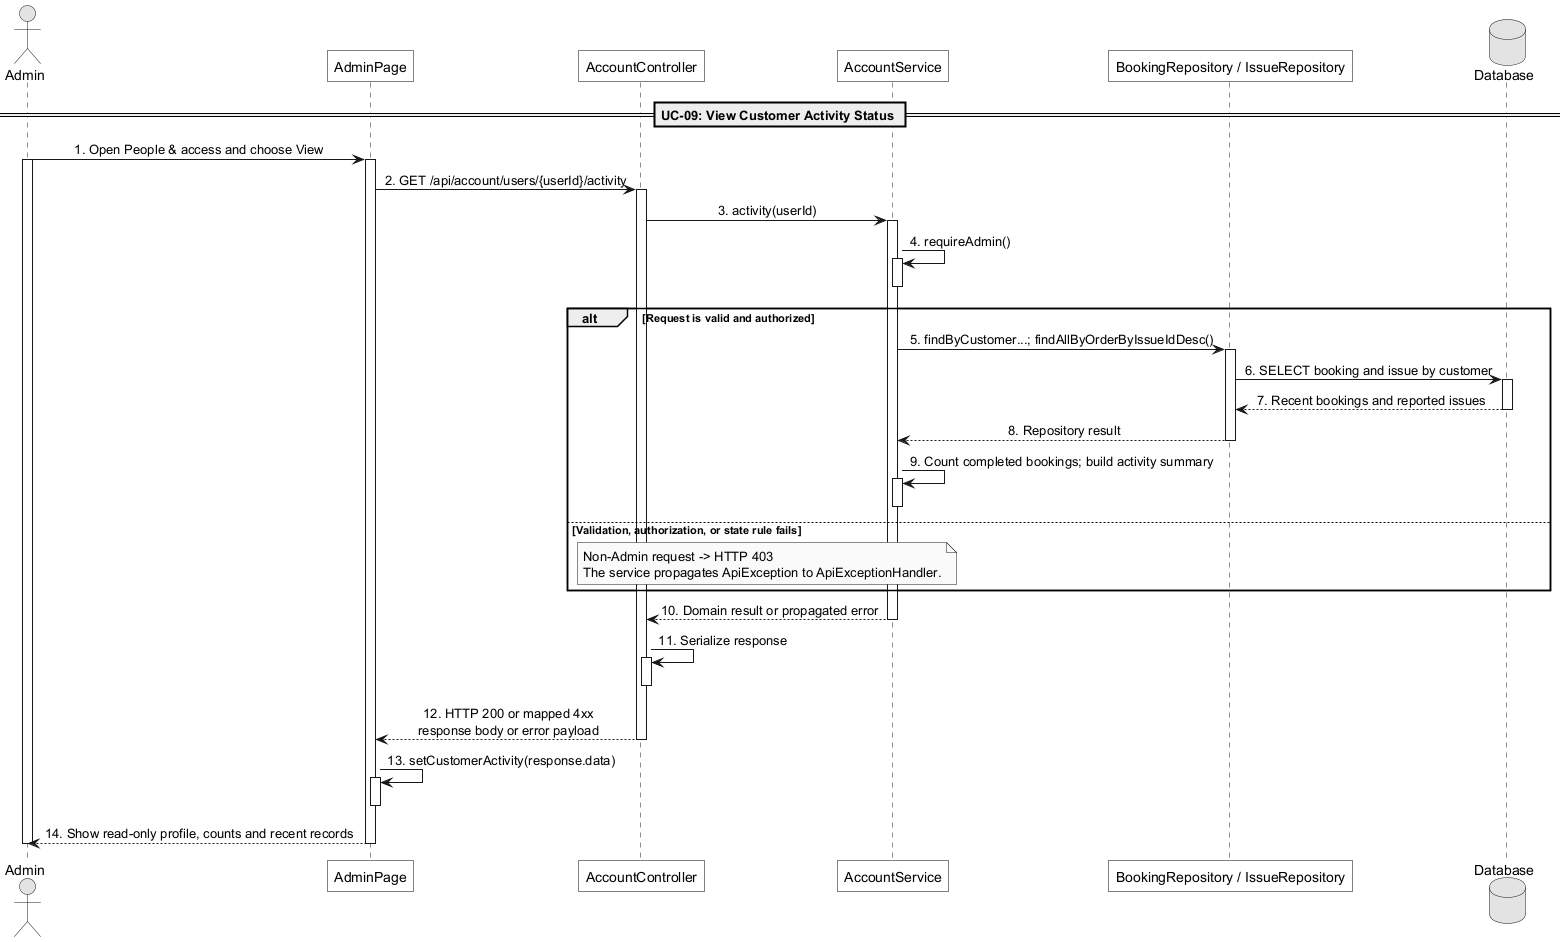 Admin
AdminPage
AccountController
AccountService
BookingRepository / IssueRepository
Database
UC-09: View Customer Activity Status
1. Open People & access and choose View
2. GET /api/account/users/{userId}/activity
3. activity(userId)
4. requireAdmin()
alt
[Request is valid and authorized]
5. findByCustomer...; findAllByOrderByIssueIdDesc()
6. SELECT booking and issue by customer
7. Recent bookings and reported issues
8. Repository result
9. Count completed bookings; build activity summary
[Validation, authorization, or state rule fails]
Non-Admin request -> HTTP 403
The service propagates ApiException to ApiExceptionHandler.
10. Domain result or propagated error
11. Serialize response
12. HTTP 200 or mapped 4xx
response body or error payload
13. setCustomerActivity(response.data)
14. Show read-only profile, counts and recent records
Admin
AdminPage
AccountController
AccountService
BookingRepository / IssueRepository
Database